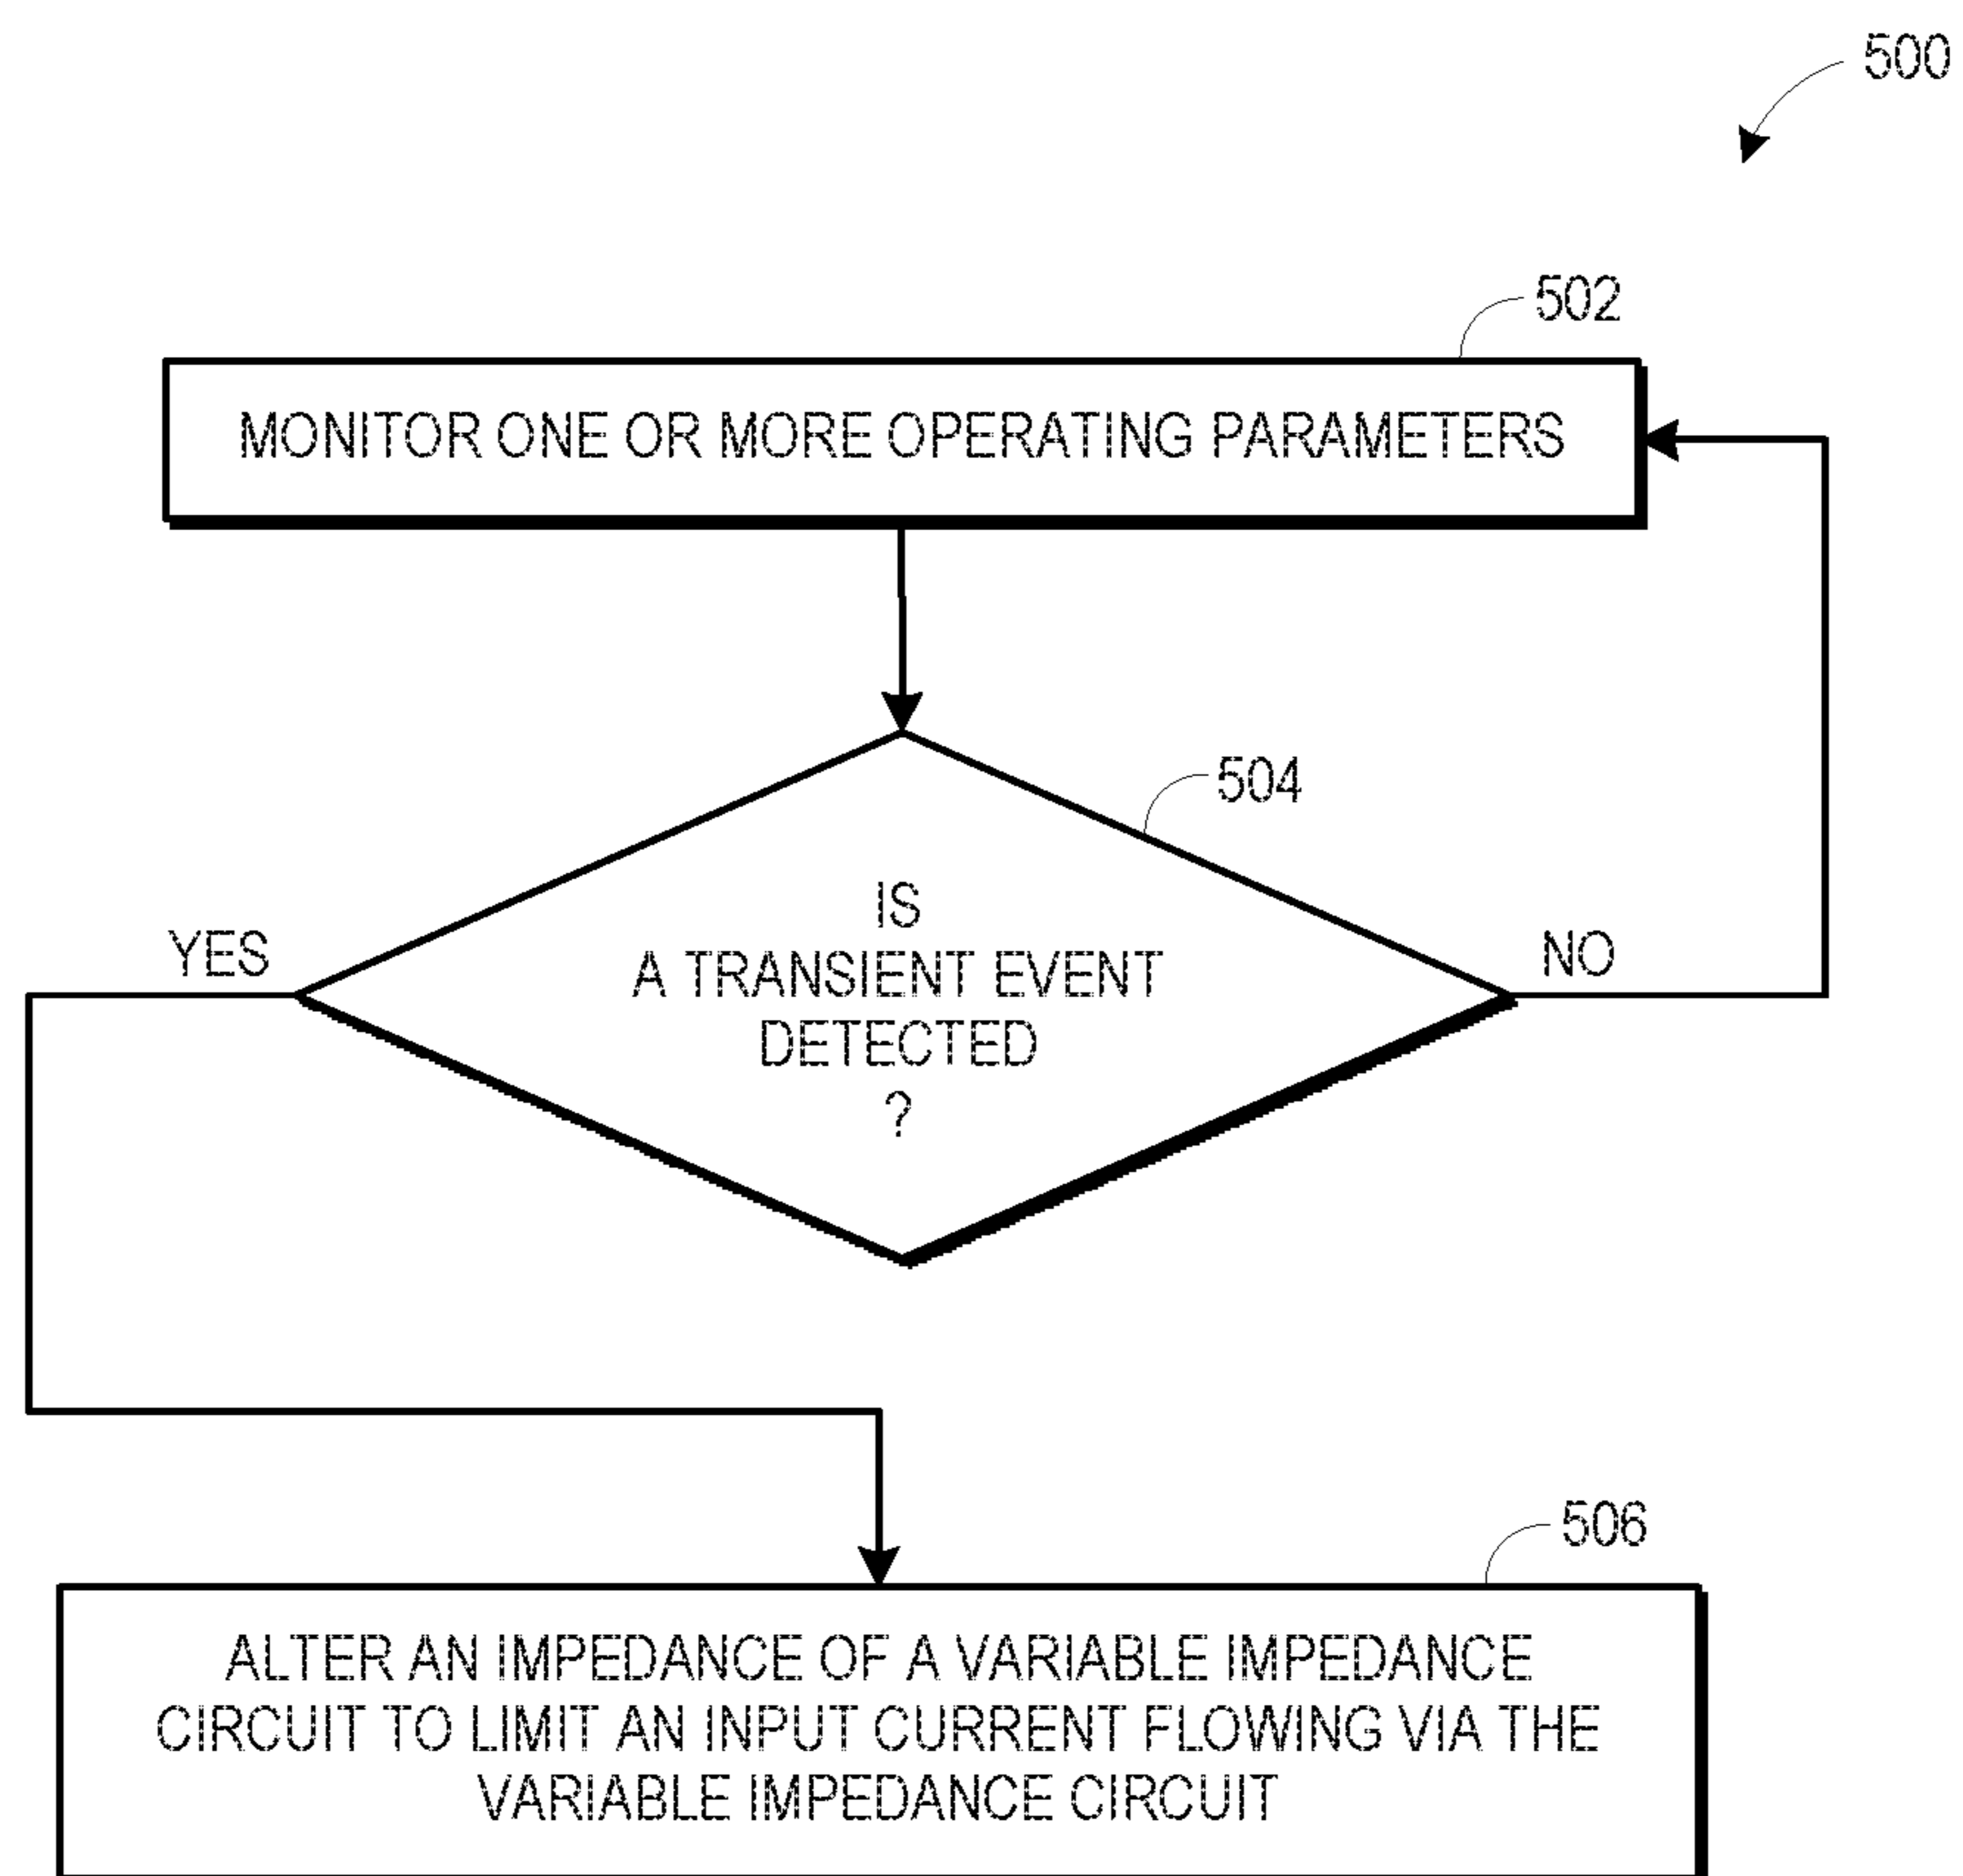 500
502
MONITOR ONE OR MORE OPERATING PARAMETERS
504
IS
A TRANSIENT EVENT
DETECTED
?
YES
NO
506
ALTER AN IMPEDANCE OF A VARIABLE IMPEDANCE
CIRCUIT TO LIMIT AN INPUT CURRENT FLOWING VIA THE
VARIABLE IMPEDANCE CIRCUIT